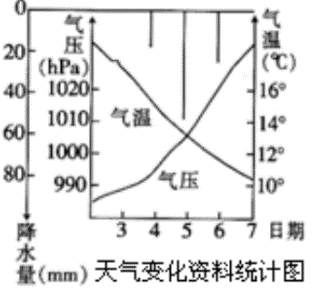 0
20
40
60
80
降水量(mm)
气压
(hPa)
1020
1010
1000
990
气温
(℃)
16°
14°
12°
10°
气温
气压
3 4 5 6 7 日期
天气变化资料统计图